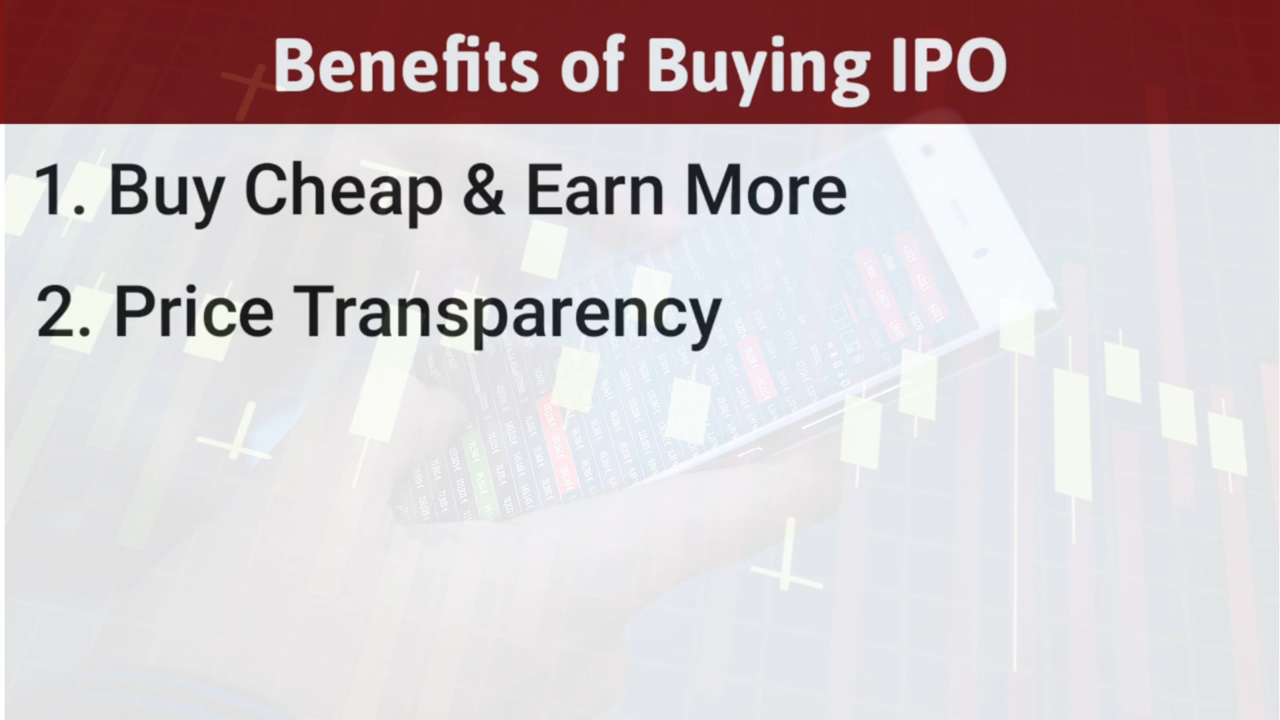 Benefits of Buying IPO
1. Buy Cheap & Earn More
2. Price Transparency